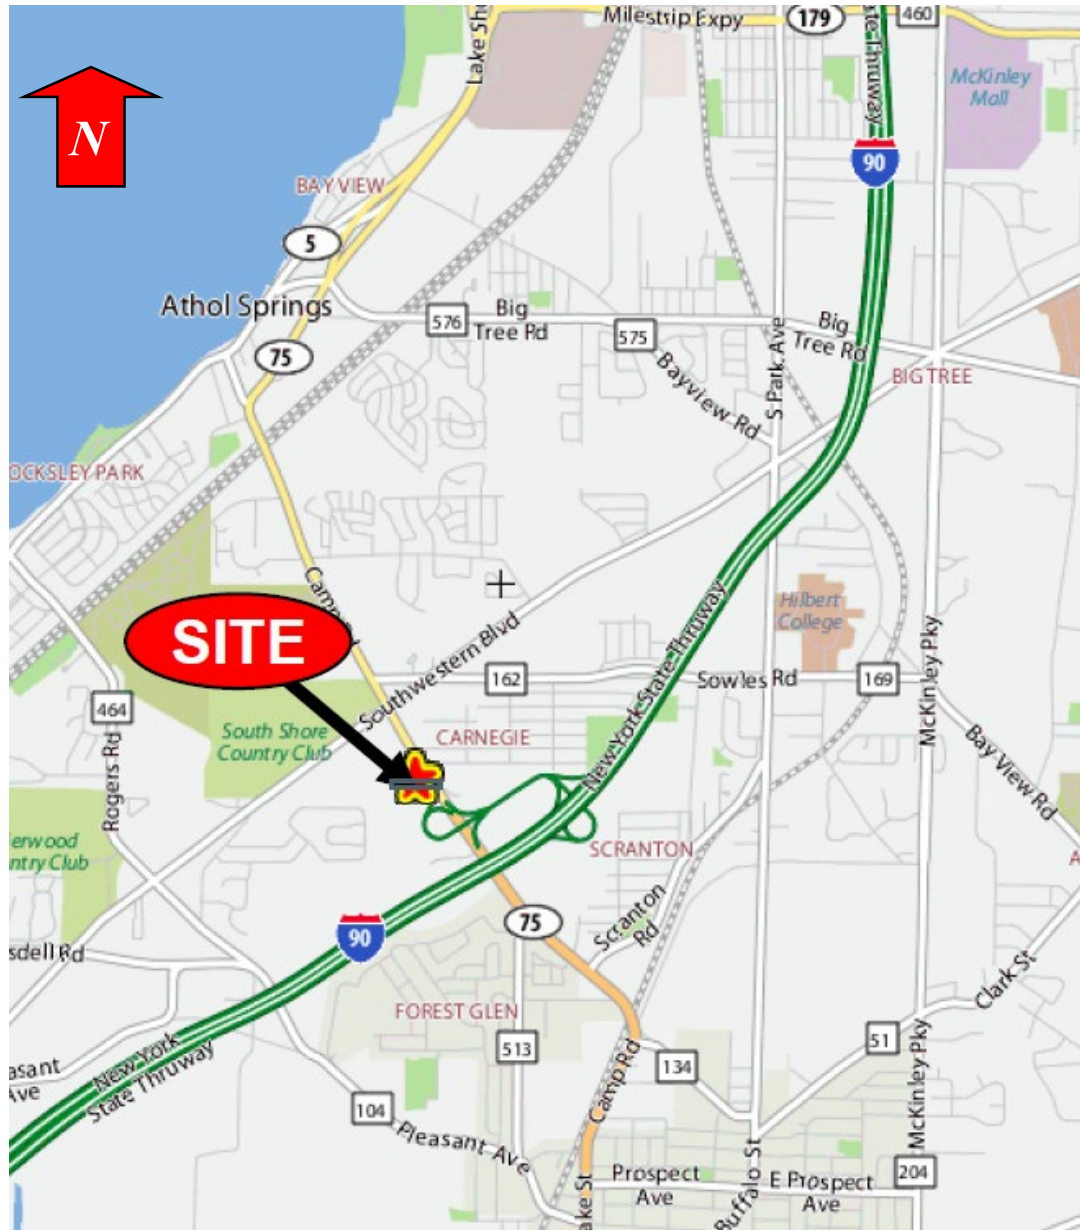 Milestrip Expy
179
460
Lake Sh
ate Thruway
McKinley
Mall
N
90
BAY VIEW
5
Athol Springs
576
Big
Tree Rd
575
Big
Tree Rd
75
S Park Ave
Bayview Rd
BIG TREE
OCKSLEY PARK
Hilbert
College
SITE
Southwestern Blvd
New York State Thruway
162
Sowles Rd
169
McKinley Pky
464
Rogers Rd
South Shore
Country Club
CARNEGIE
Bay View Rd
erwood
ntry Club
SCRANTON
A
75
90
Scranton
Rd
sdell Rd
Clark St
FOREST GLEN
513
51
New York
State Thruway
asant
Ave
134
Camp Rd
McKinley Pky
104
Pleasant Ave
204
Prospect
Ave
E Prospect
Ave
ake St
Buffalo St